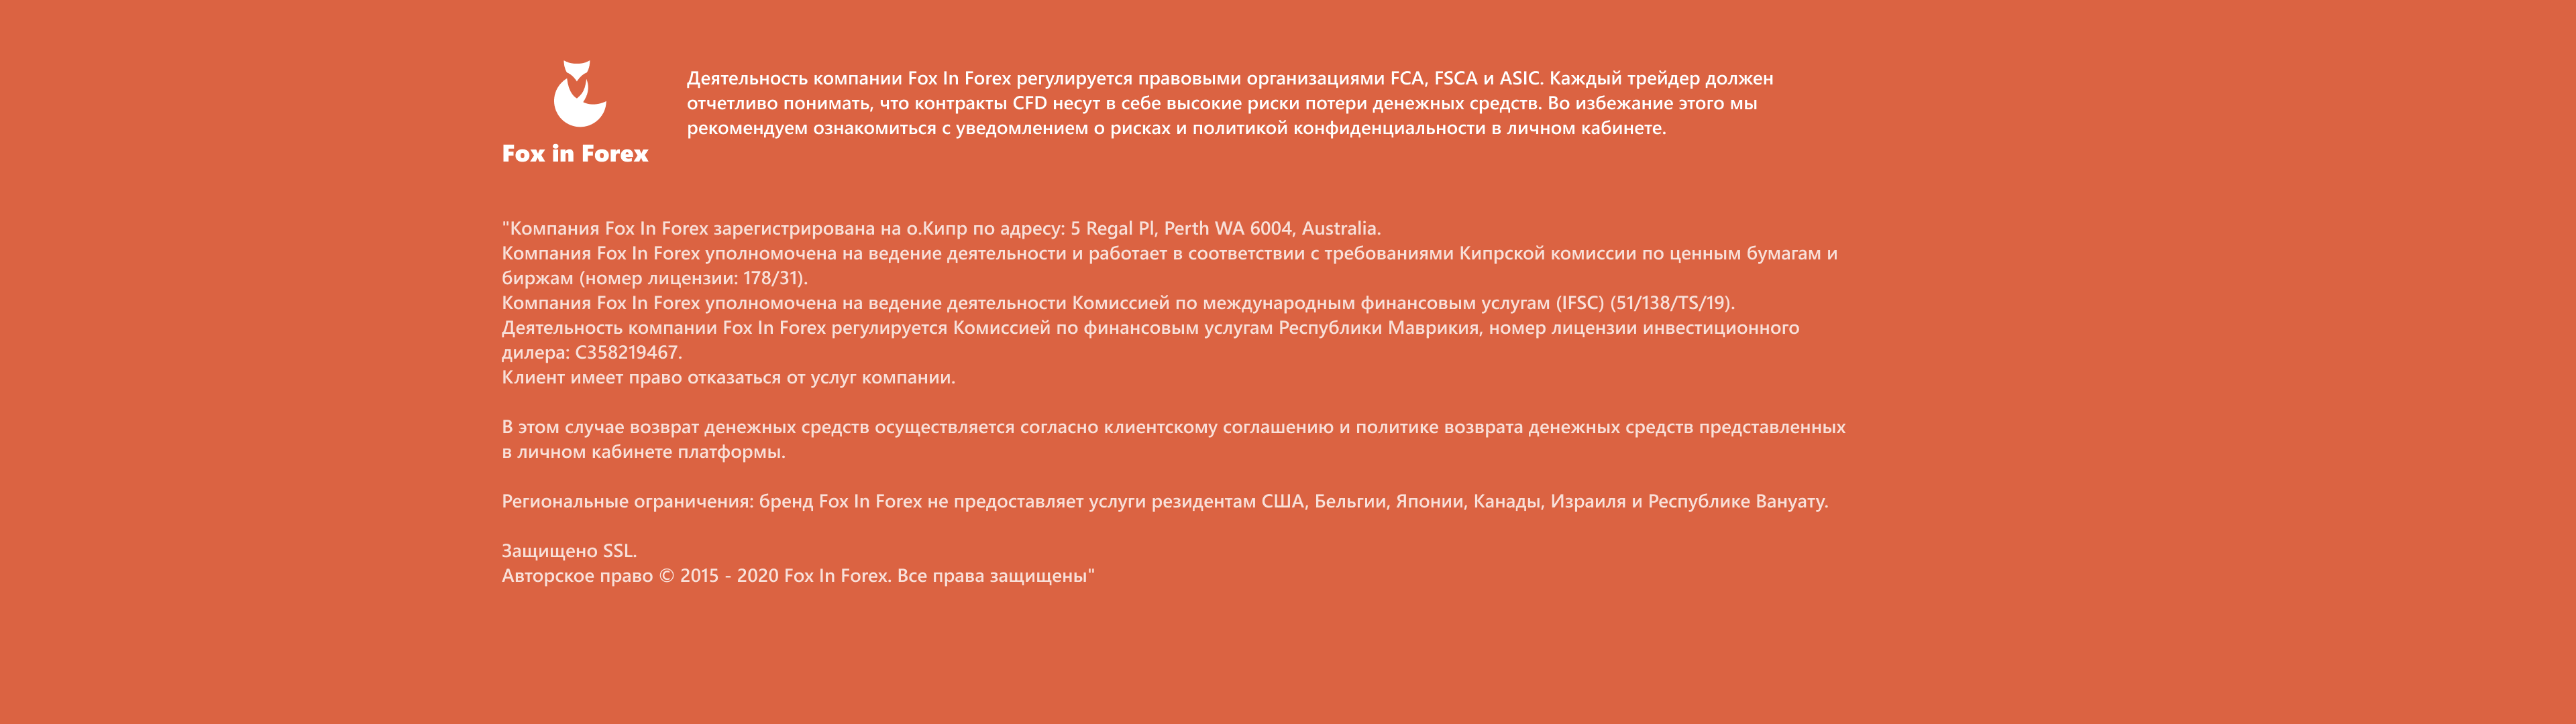 Fox in Forex
Деятельность компании Fox In Forex регулируется правовыми организациями FCA, FSCA и ASIC. Каждый трейдер должен
отчетливо понимать, что контракты CFD несут в себе высокие риски потери денежных средств. Во избежание этого мы
рекомендуем ознакомиться с уведомлением о рисках и политикой конфиденциальности в личном кабинете.
"Компания Fox In Forex зарегистрирована на о.Кипр по адресу: 5 Regal Pl, Perth WA 6004, Australia.
Компания Fox In Forex уполномочена на ведение деятельности и работает в соответствии с требованиями Кипрской комиссии по ценным бумагам и
биржам (номер лицензии: 178/31).
Компания Fox In Forex уполномочена на ведение деятельности Комиссией по международным финансовым услугам (IFSC) (51/138/TS/19).
Деятельность компании Fox In Forex регулируется Комиссией по финансовым услугам Республики Маврикия, номер лицензии инвестиционного
дилера: C358219467.
Клиент имеет право отказаться от услуг компании.
В этом случае возврат денежных средств осуществляется согласно клиентскому соглашению и политике возврата денежных средств представленных
в личном кабинете платформы.
Региональные ограничения: бренд Fox In Forex не предоставляет услуги резидентам США, Бельгии, Японии, Канады, Израиля и Республике Вануату.
Защищено SSL.
Авторское право © 2015 - 2020 Fox In Forex. Все права защищены"